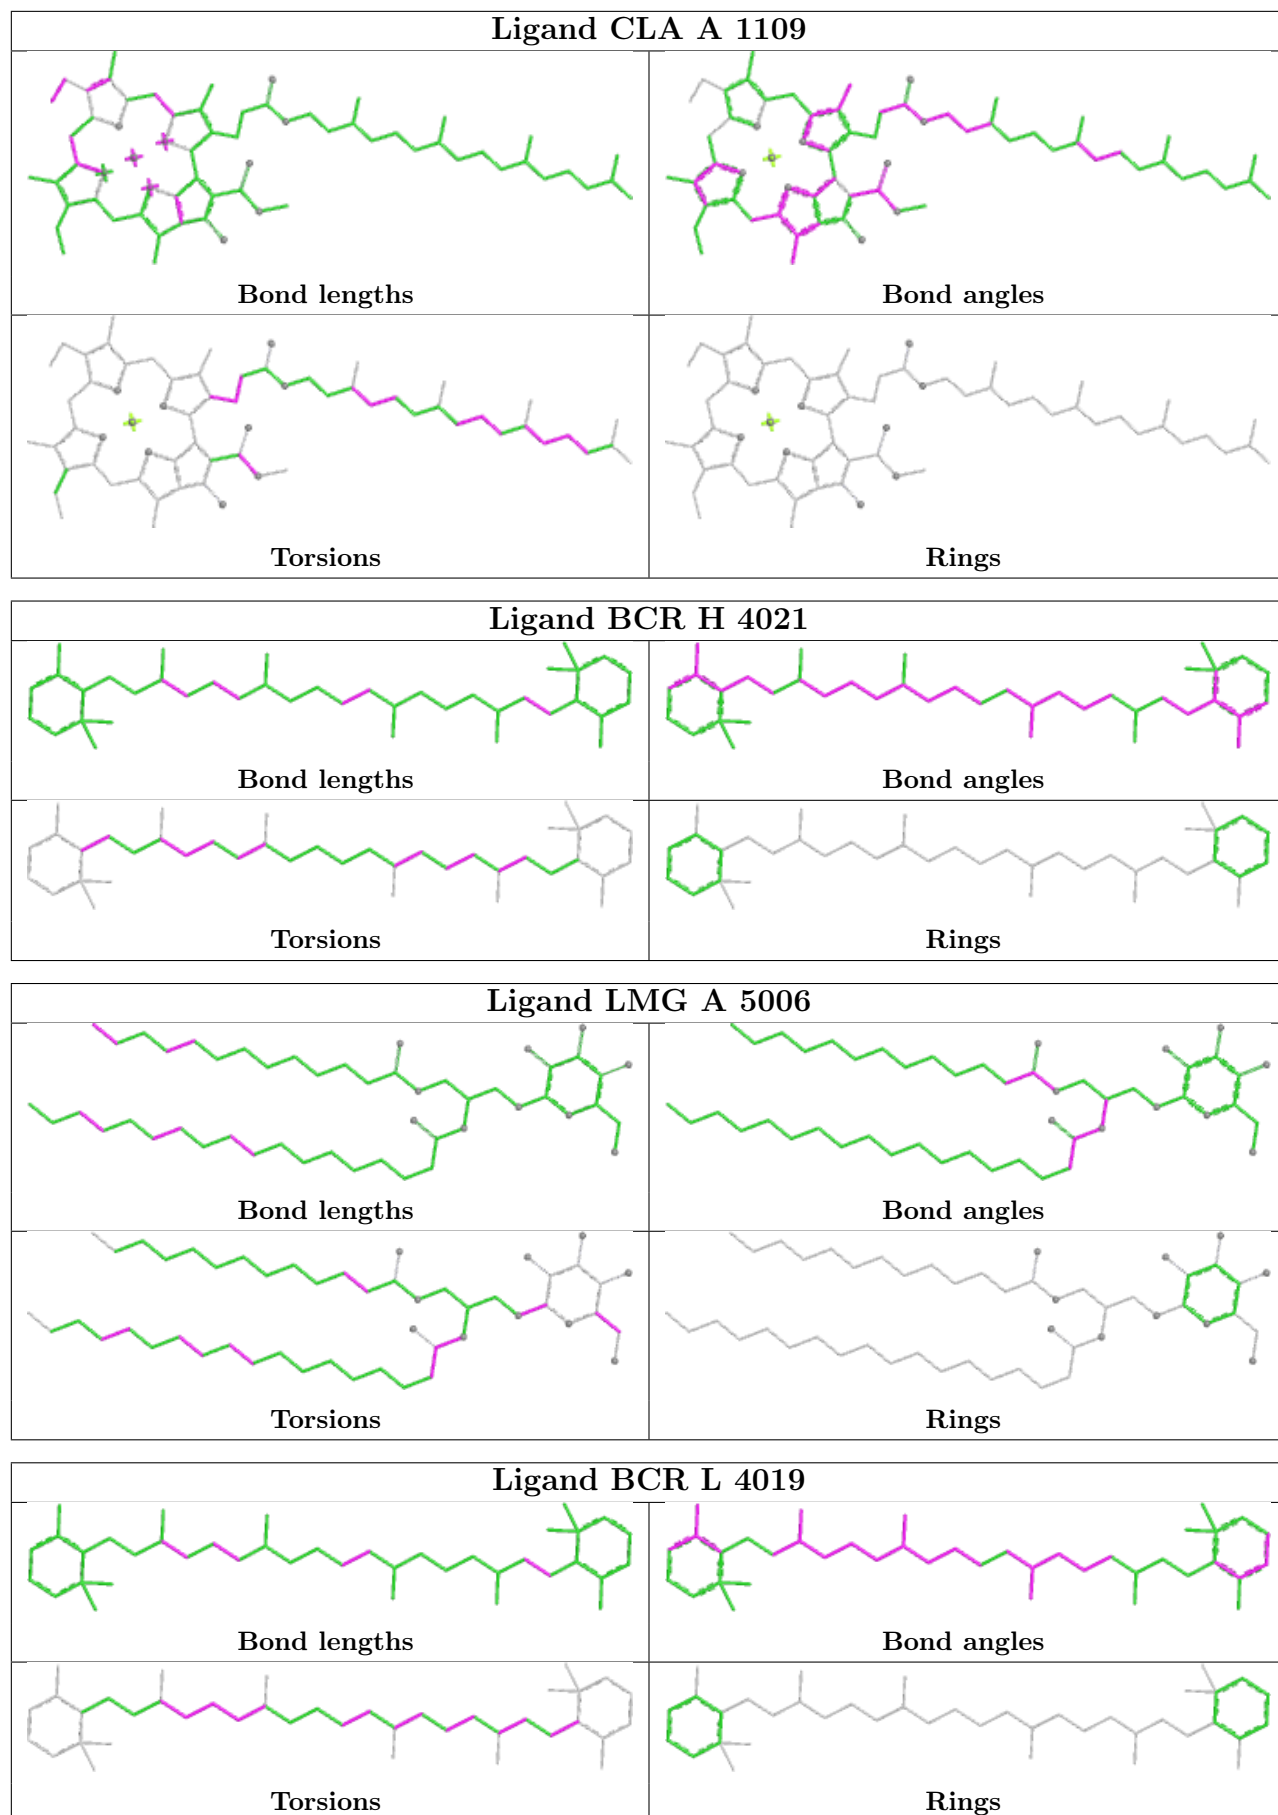 Ligand CLA A 1109
Bond lengths
Bond angles
Torsions
Rings
Ligand BCR H 4021
Bond lengths
Bond angles
Torsions
Rings
Ligand LMG A 5006
Bond lengths
Bond angles
Torsions
Rings
Ligand BCR L 4019
Bond lengths
Bond angles
Torsions
Rings